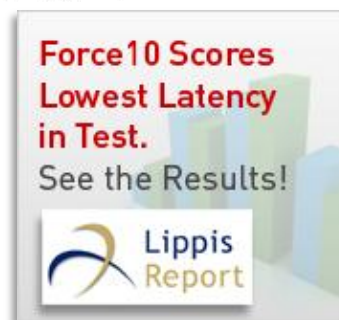 Force10 Scores
Lowest Latency
in Test.
See the Results!
Lippis
Report